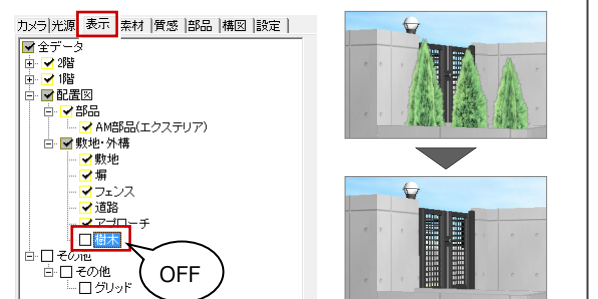 カメラ|光源|表示|素材|質感|部品|構図|設定|
全データ
2階
1階
配置図
部品
AM部品(エクステリア)
敷地・外構
敷地
塀
フェンス
道路
アプローチ
樹木
その他
その他
グリッド
OFF